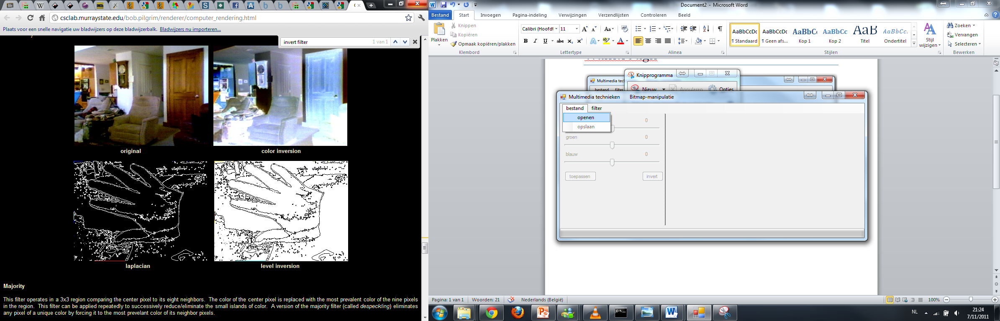 csclab.murraystate.edu/bob.pilgrim/renderer/computer_rendering.html
Plaats voor een snelle navigatie uw bladwijzers op deze bladwijzerbalk. Bladwijzers nu importeren...
invert filter 1 van 1
original
color inversion
laplacian
level inversion
Majority
This filter operates in a 3x3 region comparing the center pixel to its eight neighbors. The color of the center pixel is replaced with the most prevalent color of the nine pixels
in the region. This filter can be applied repeatedly to successively reduce/eliminate the small islands of color. A version of the majority filter (called despeckling) eliminates
any pixel of a unique color by forcing it to the most prevelant color of its neighbor pixels.
Document2 - Microsoft Word
Bestand Start Invoegen Pagina-indeling Verwijzingen Verzendlijsten Controleren Beeld
Plakken
Knippen
Kopiëren
Opmaak kopiëren/plakken
Klembord
Calibri (Hoofdt 11
Lettertype
Alinea
AaBbCcDc AaBbCcDc AaBbCc AaBbCc AaB AaBbCc.
¶ Standaard ¶ Geen afs... Kop 1 Kop 2 Titel Ondertitel
Stijlen
Stijl
wijzigen
Zoeken
Vervangen
Selecteren
Bewerken
Knipprogramma
Nieuw Annuleren Opties
Multimedia tec
bestand filter
Multimedia technieken Bitmap-manipulatie
bestand filter
openen
opslaan
0
groen 0
blauw 0
toepassen invert
Pagina: 1 van 1 Woorden: 21 Nederlands (België) 100%
NL
21:24
7/11/2011